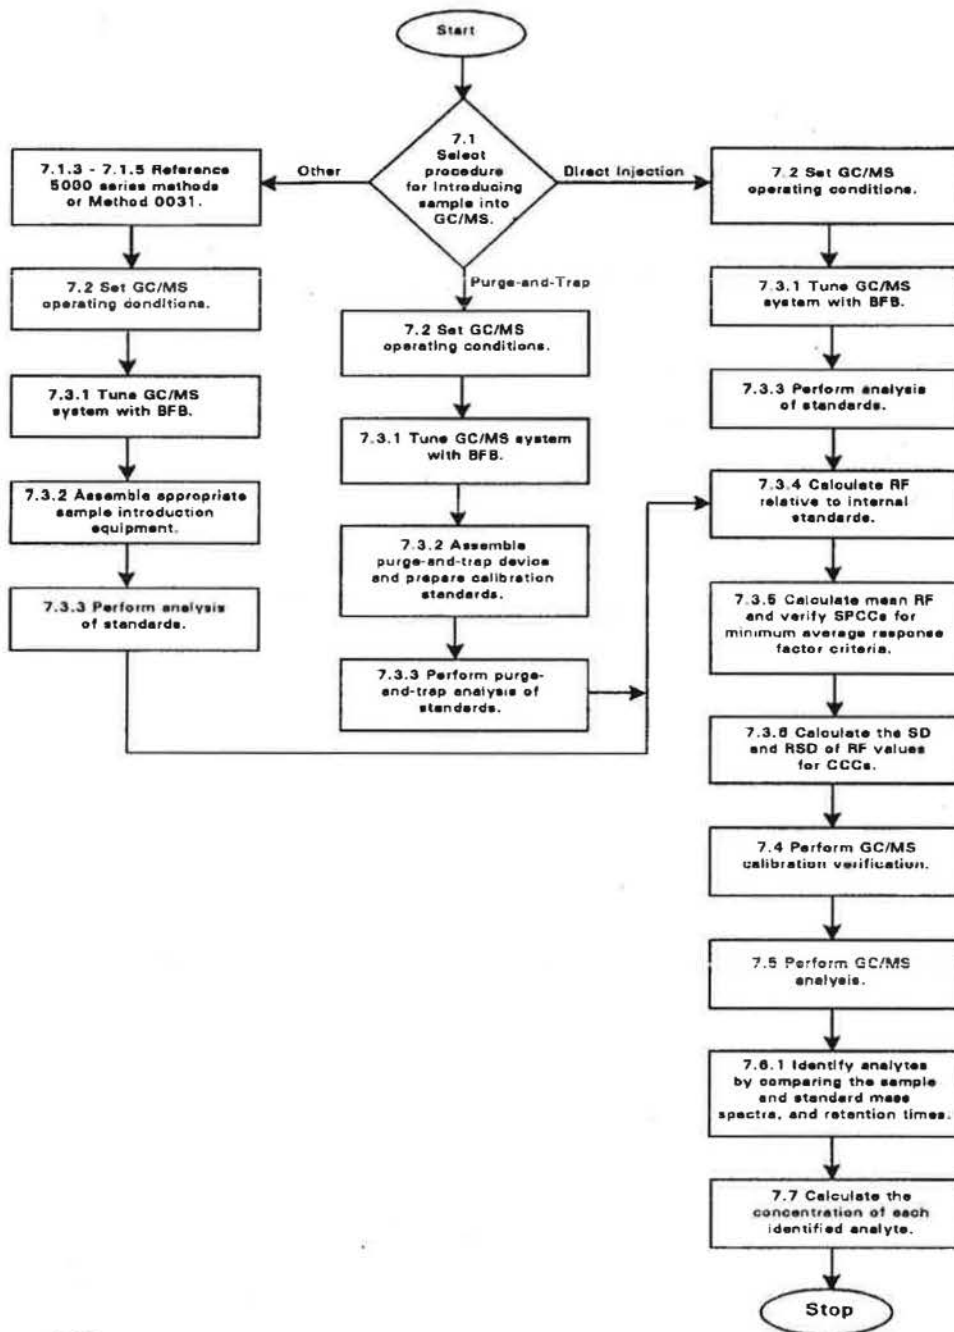 Start
7.1
Select
procedure
for Introducing
sample into
GC/MS.
Other
Direct Injection
Purge-and-Trap
7.1.3 - 7.1.5 Reference
5000 series methods
or Method 0031.
7.2 Set GC/MS
operating conditions.
7.3.1 Tune GC/MS
system with BFB.
7.3.2 Assemble appropriate
sample introduction
equipment.
7.3.3 Perform analysis
of standards.
7.2 Set GC/MS
operating conditions.
7.3.1 Tune GC/MS system
with BFB.
7.3.2 Assemble
purge-and-trap device
and prepare calibration
standards.
7.3.3 Perform purge-
and-trap analysis of
standards.
7.2 Set GC/MS
operating conditions.
7.3.1 Tune GC/MS
system with BFB.
7.3.3 Perform analysis
of standards.
7.3.4 Calculate RF
relative to internal
standards.
7.3.5 Calculate mean RF
and verify SPCCs for
minimum average response
factor criteria.
7.3.6 Calculate the SD
and RSD of RF values
for CCCs.
7.4 Perform GC/MS
calibration verification.
7.5 Perform GC/MS
analysis.
7.6.1 Identify analytes
by comparing the sample
and standard mass
spectra, and retention times.
7.7 Calculate the
concentration of each
identified analyte.
Stop